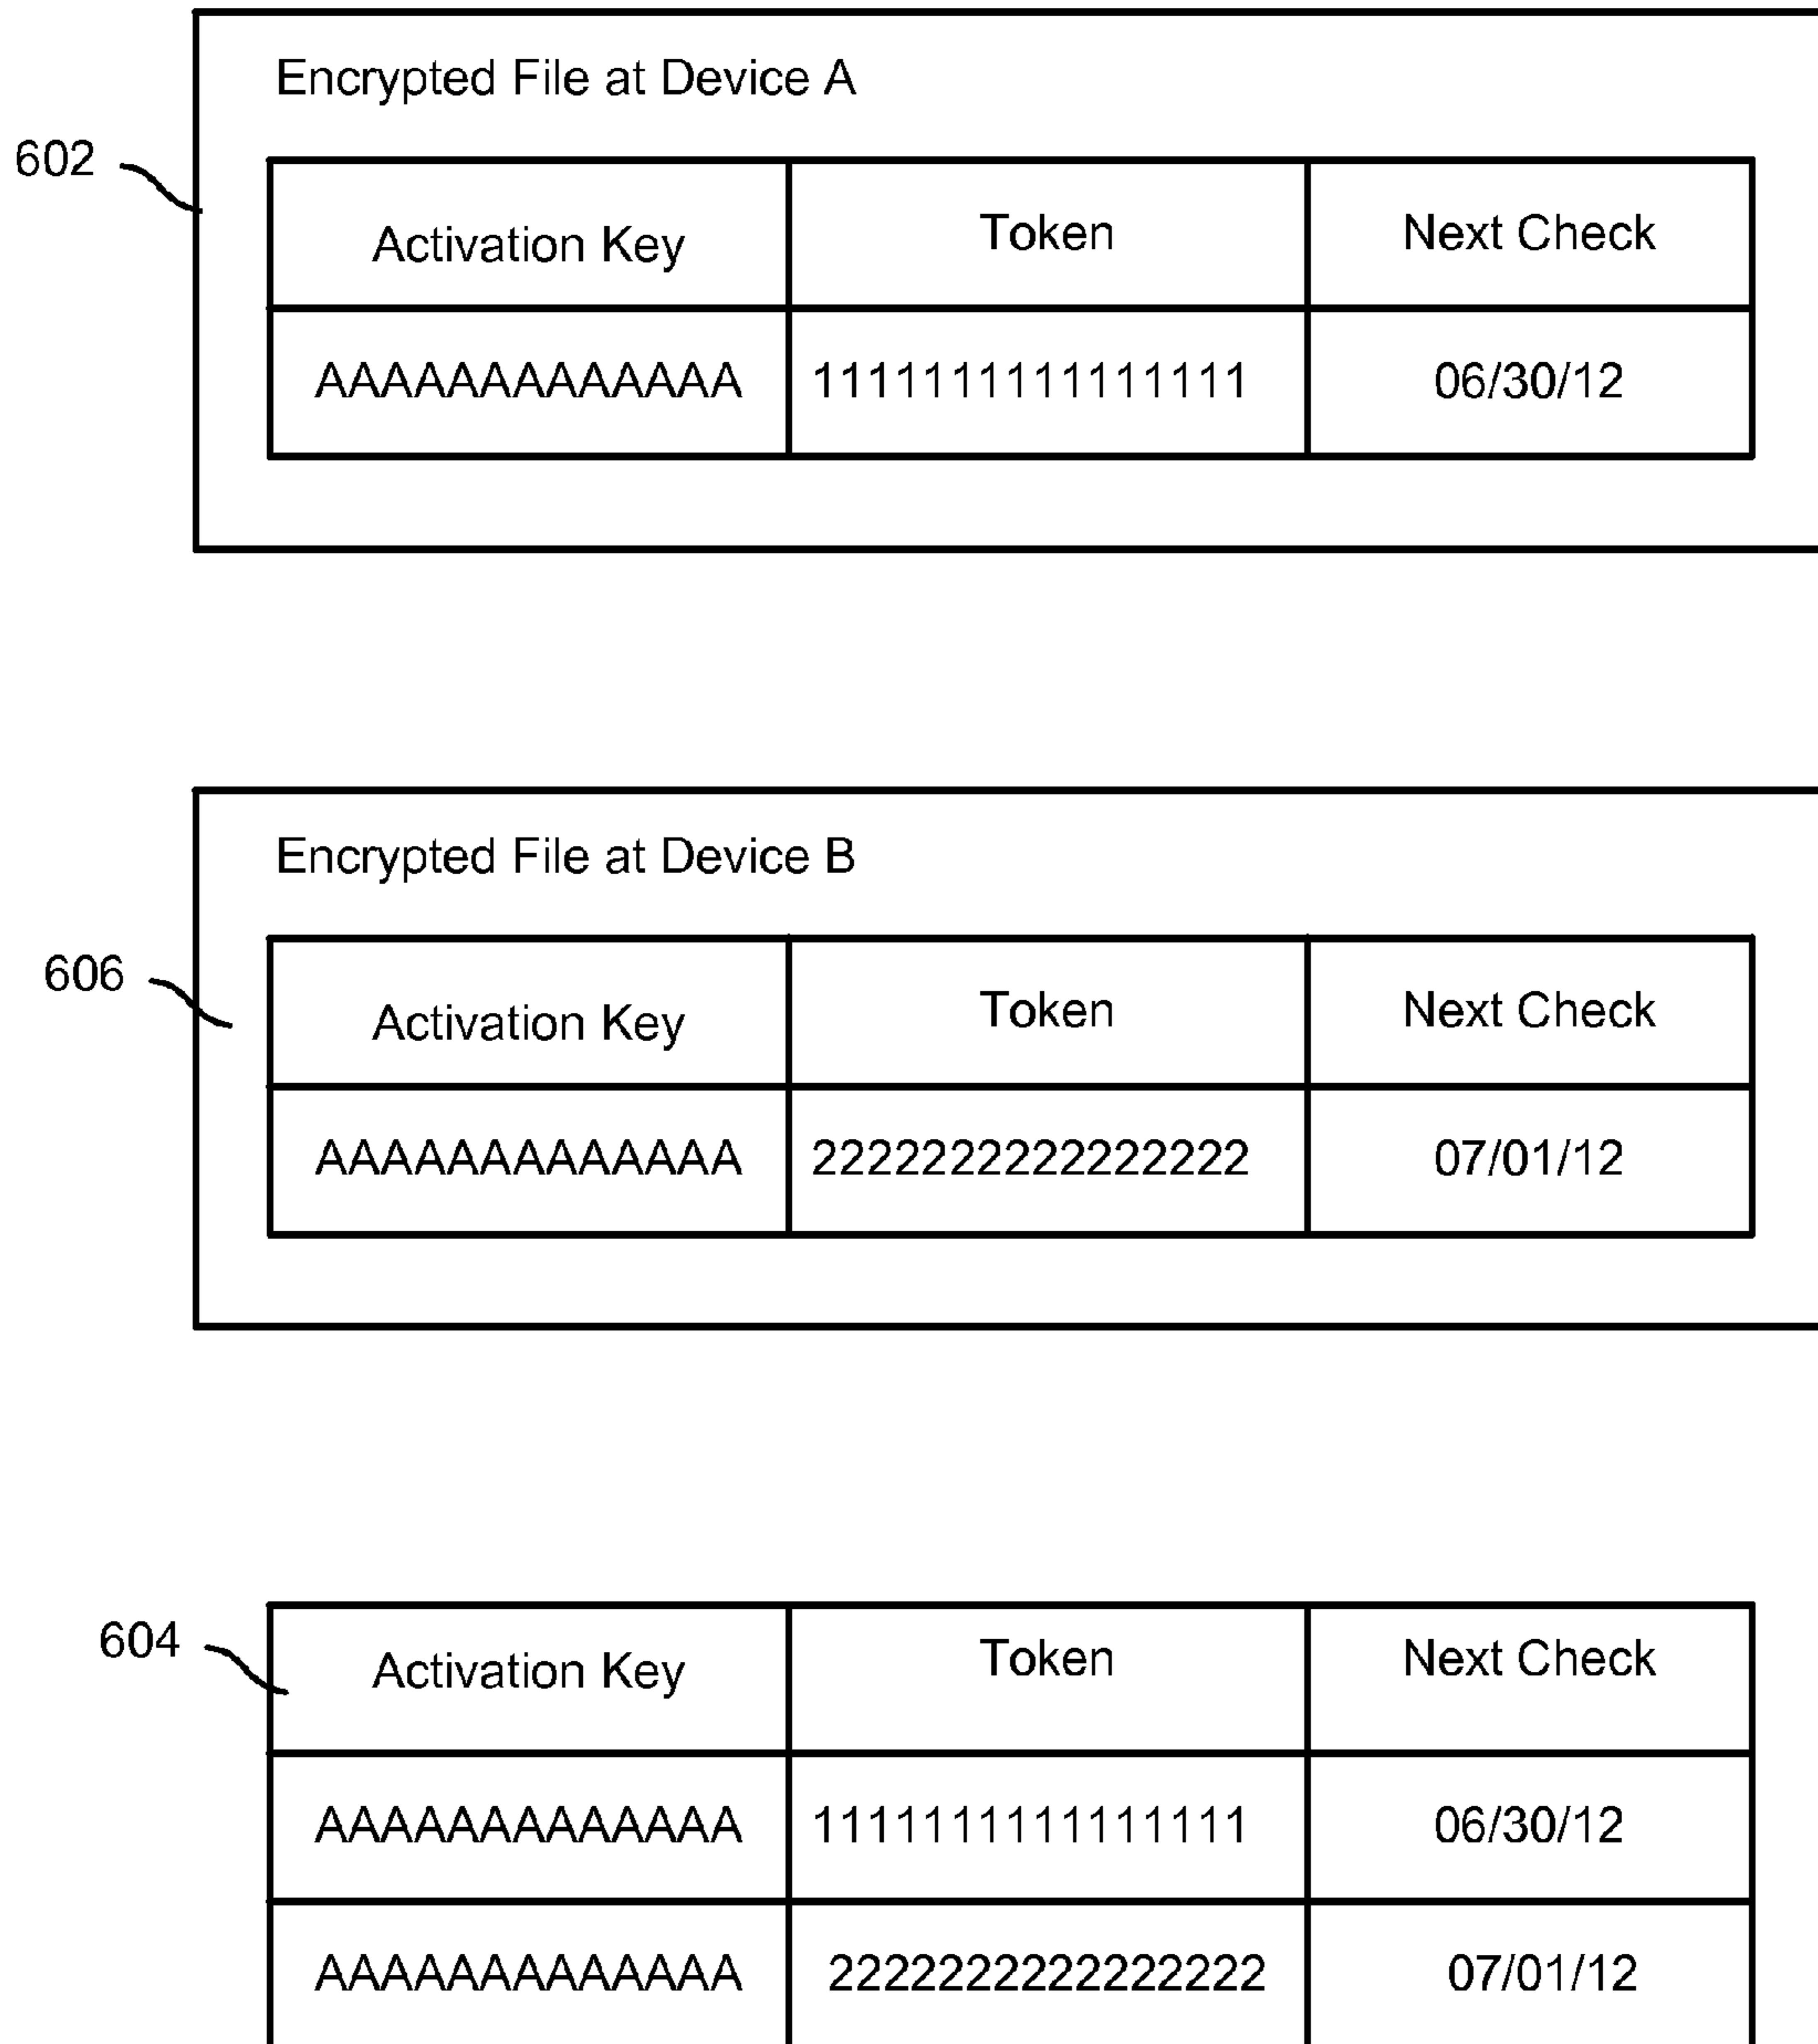 Encrypted File at Device A
602
Activation Key Token Next Check
AAAAAAAAAAAAA 1111111111111111 06/30/12
Encrypted File at Device B
606
Activation Key Token Next Check
AAAAAAAAAAAAA 2222222222222222 07/01/12
604
Activation Key Token Next Check
AAAAAAAAAAAAA 1111111111111111 06/30/12
AAAAAAAAAAAAA 2222222222222222 07/01/12